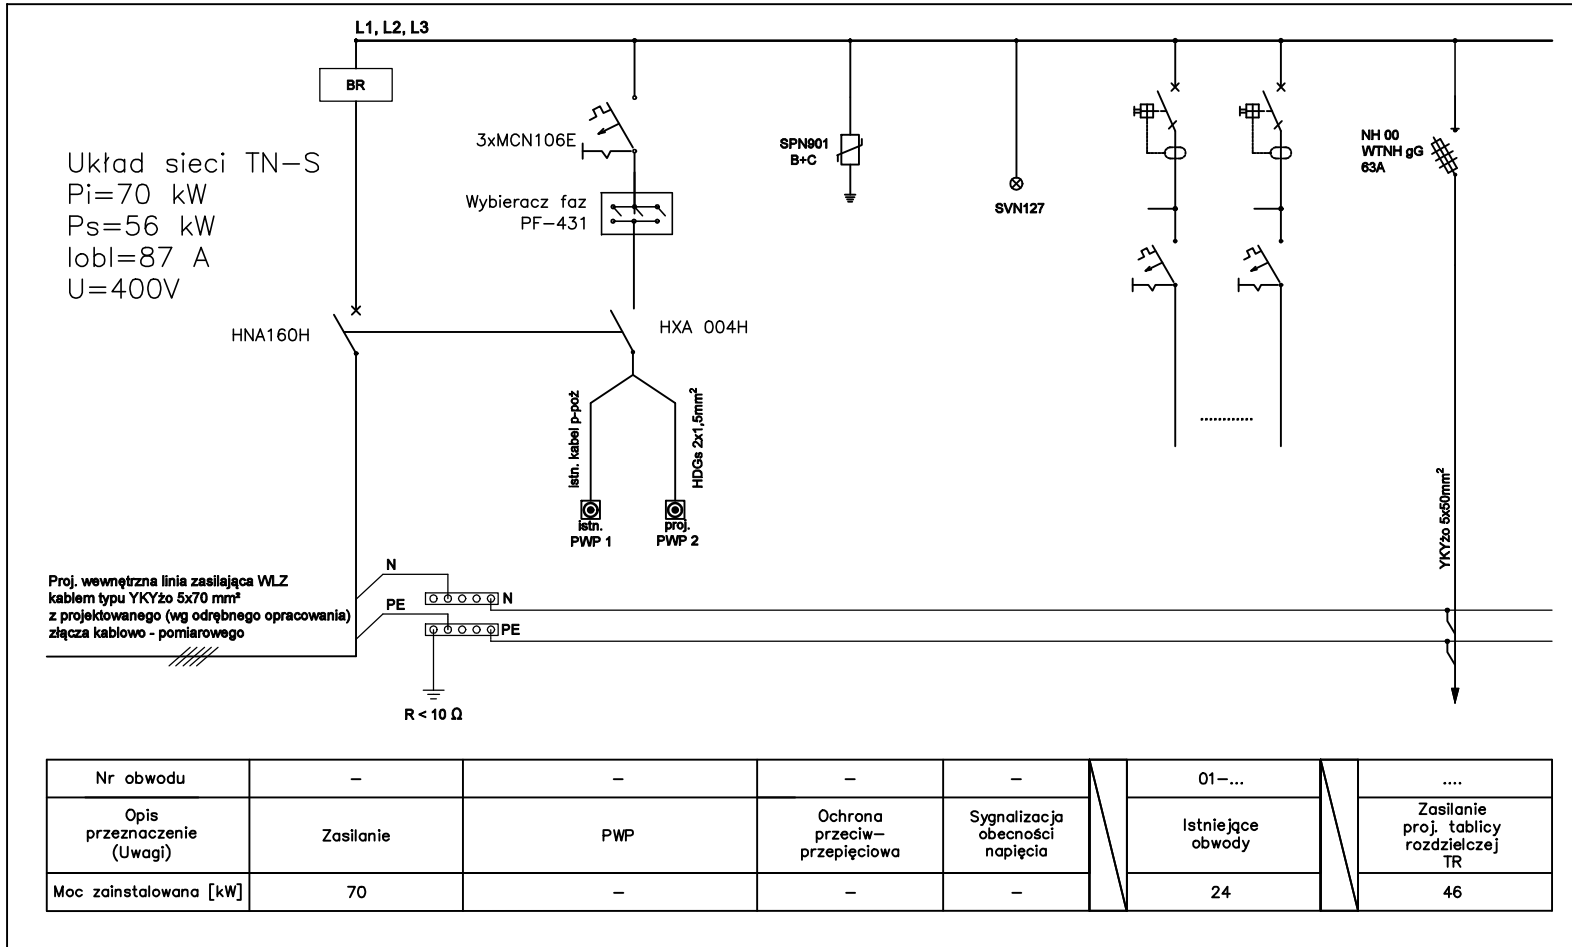 L1, L2, L3
BR
Układ sieci TN-S
Pi=70 kW
Ps=56 kW
Iobl=87 A
U=400V
3xMCN106E
Wybieracz faz
PF-431
SPN901
B+C
SVN127
NH 00
WTNH gG
63A
HNA160H
HXA 004H
istn. kabel p-poż
HDGs 2x1,5mm²
istn.
PWP 1
proj.
PWP 2
YKYżo 5x50mm²
Proj. wewnętrzna linia zasilająca WLZ
kablem typu YKYżo 5x70 mm²
z projektowanego (wg odrębnego opracowania)
złącza kablowo - pomiarowego
N
N
PE
PE
R < 10 Ω
Nr obwodu - - - - 01-... ....
Opis
przeznaczenie
(Uwagi)
Zasilanie
PWP
Ochrona
przeciw-
przepięciowa
Sygnalizacja
obecności
napięcia
Istniejące
obwody
Zasilanie
proj. tablicy
rozdzielczej
TR
Moc zainstalowana [kW] 70 - - - 24 46